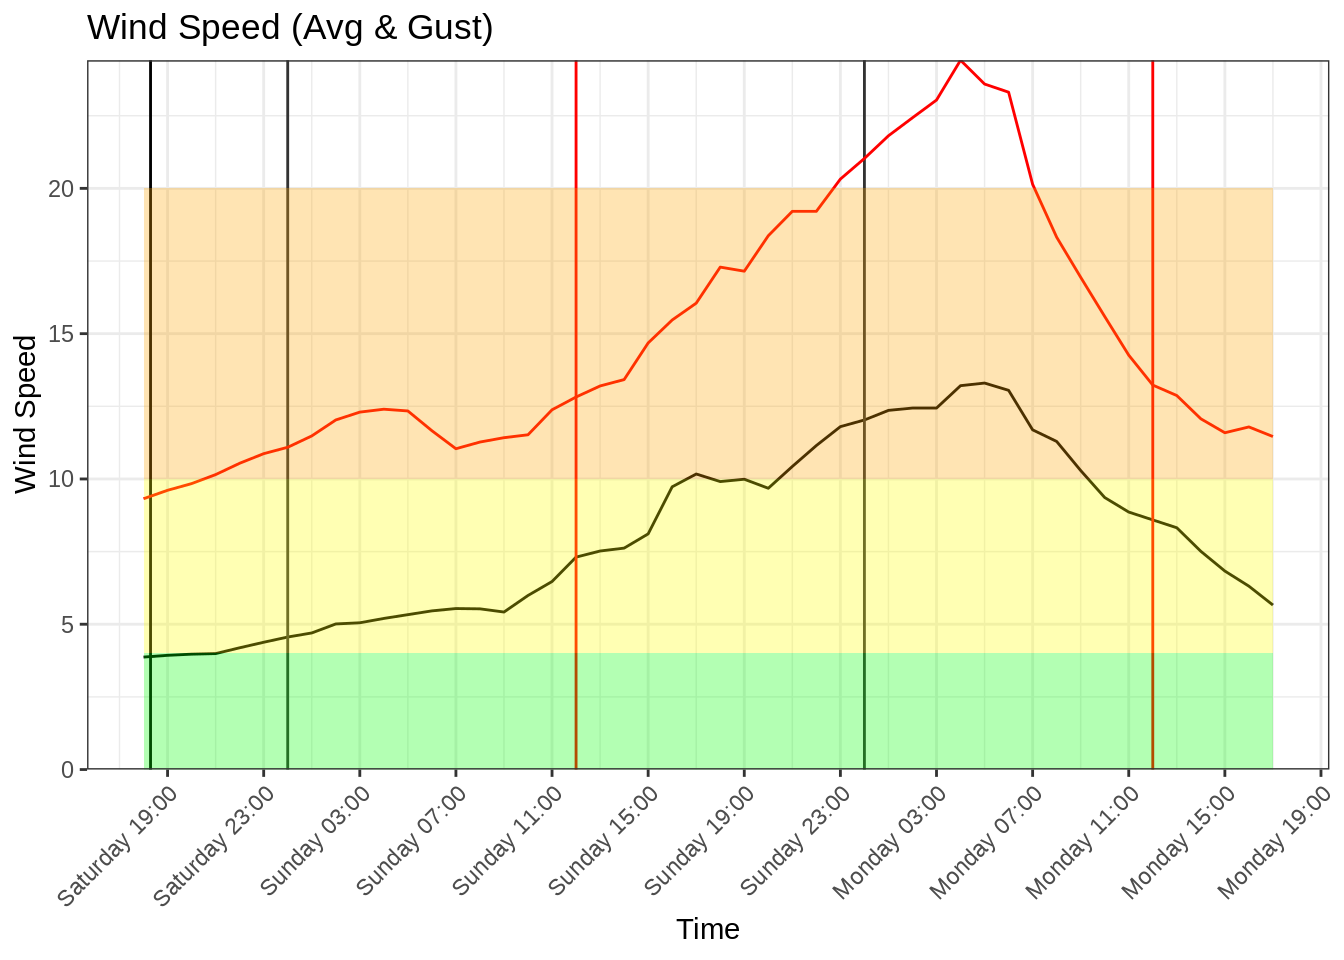 Wind Speed (Avg & Gust)
Wind Speed
20
15
10
5
0
Saturday 19:00
Saturday 23:00
Sunday 03:00
Sunday 07:00
Sunday 11:00
Sunday 15:00
Sunday 19:00
Sunday 23:00
Monday 03:00
Monday 07:00
Monday 11:00
Monday 15:00
Monday 19:00
Time